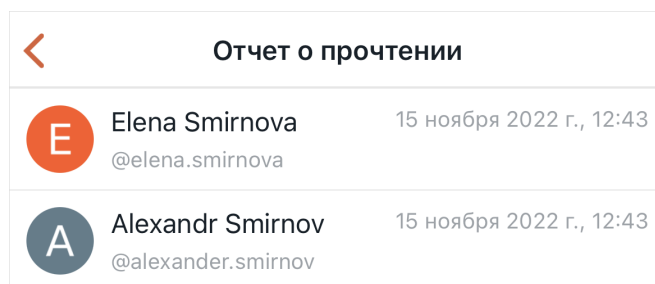 Отчет о прочтении
E
Elena Smirnova
15 ноября 2022 г., 12:43
@elena.smirnova
A
Alexandr Smirnov
15 ноября 2022 г., 12:43
@alexander.smirnov